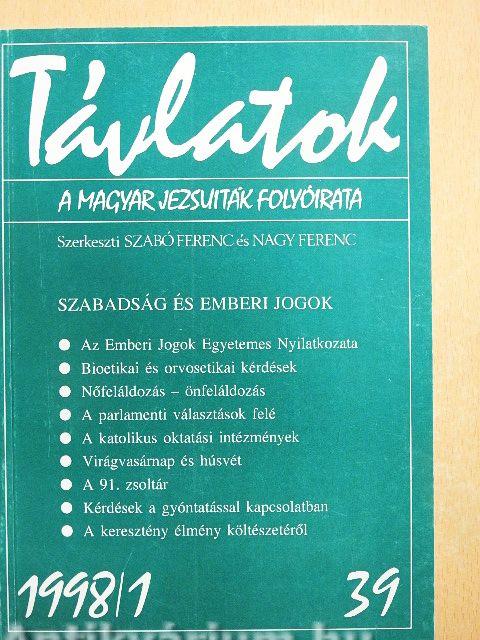 Távlatok
A MAGYAR JEZSUITÁK FOLYÓIRATA
Szerkeszti SZABÓ FERENC és NAGY FERENC
SZABADSÁG ÉS EMBERI JOGOK
● Az Emberi Jogok Egyetemes Nyilatkozata
● Bioetikai és orvosetikai kérdések
● Nőfeláldozás – önfeláldozás
● A parlamenti választások felé
● A katolikus oktatási intézmények
● Virágvasárnap és húsvét
● A 91. zsoltár
● Kérdések a gyóntatással kapcsolatban
● A keresztény élmény költészetéről
1998/1 39